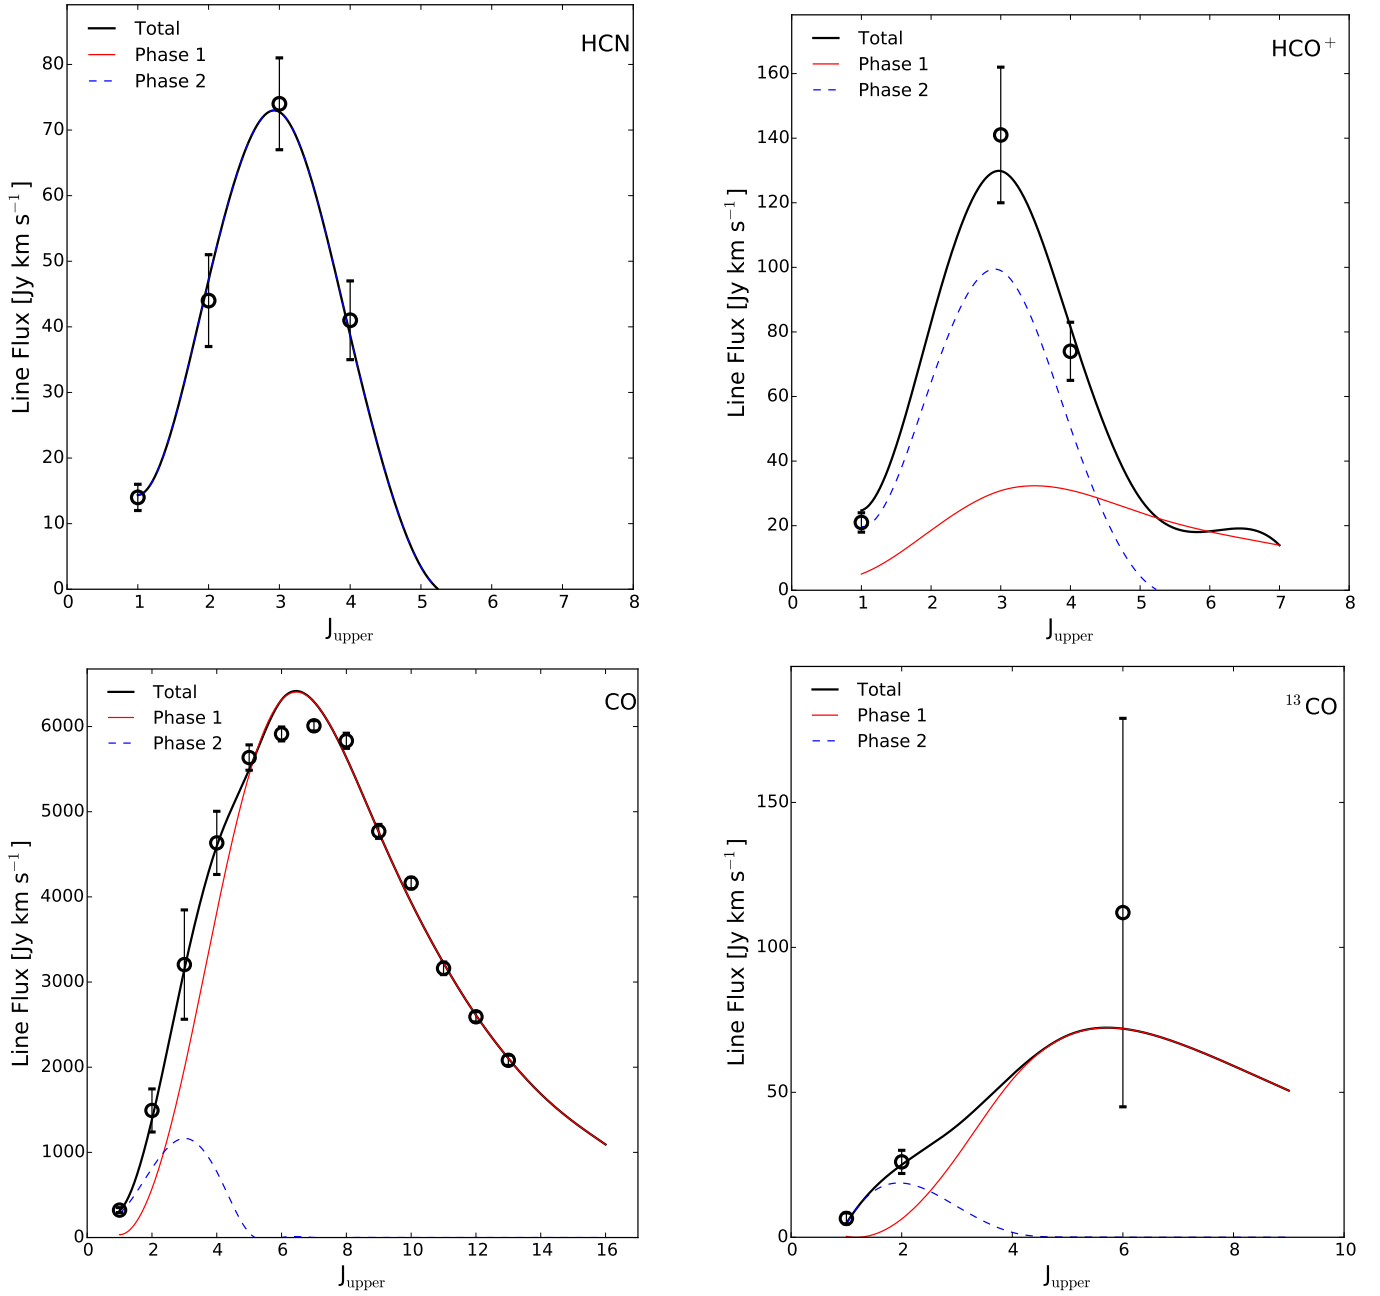 HCN
Total
Phase 1
Phase 2
Line Flux [Jy km s⁻¹]
80
70
60
50
40
30
20
10
0
0 1 2 3 4 5 6 7 8
J_upper
HCO⁺
Total
Phase 1
Phase 2
Line Flux [Jy km s⁻¹]
160
140
120
100
80
60
40
20
0
0 1 2 3 4 5 6 7 8
J_upper
CO
Total
Phase 1
Phase 2
Line Flux [Jy km s⁻¹]
6000
5000
4000
3000
2000
1000
0
0 2 4 6 8 10 12 14 16
J_upper
¹³CO
Total
Phase 1
Phase 2
Line Flux [Jy km s⁻¹]
150
100
50
0
0 2 4 6 8 10
J_upper